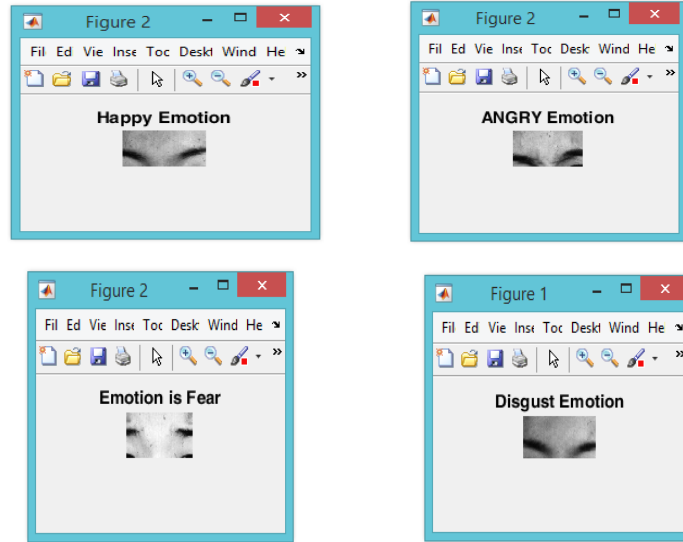 Figure 2
Fil Ed Vie Inse Toc Deskt Wind He
Happy Emotion
Figure 2
Fil Ed Vie Inse Toc Desk Wind He
ANGRY Emotion
Figure 2
Fil Ed Vie Inse Toc Desk Wind He
Emotion is Fear
Figure 1
Fil Ed Vie Inse Toc Deskt Wind He
Disgust Emotion